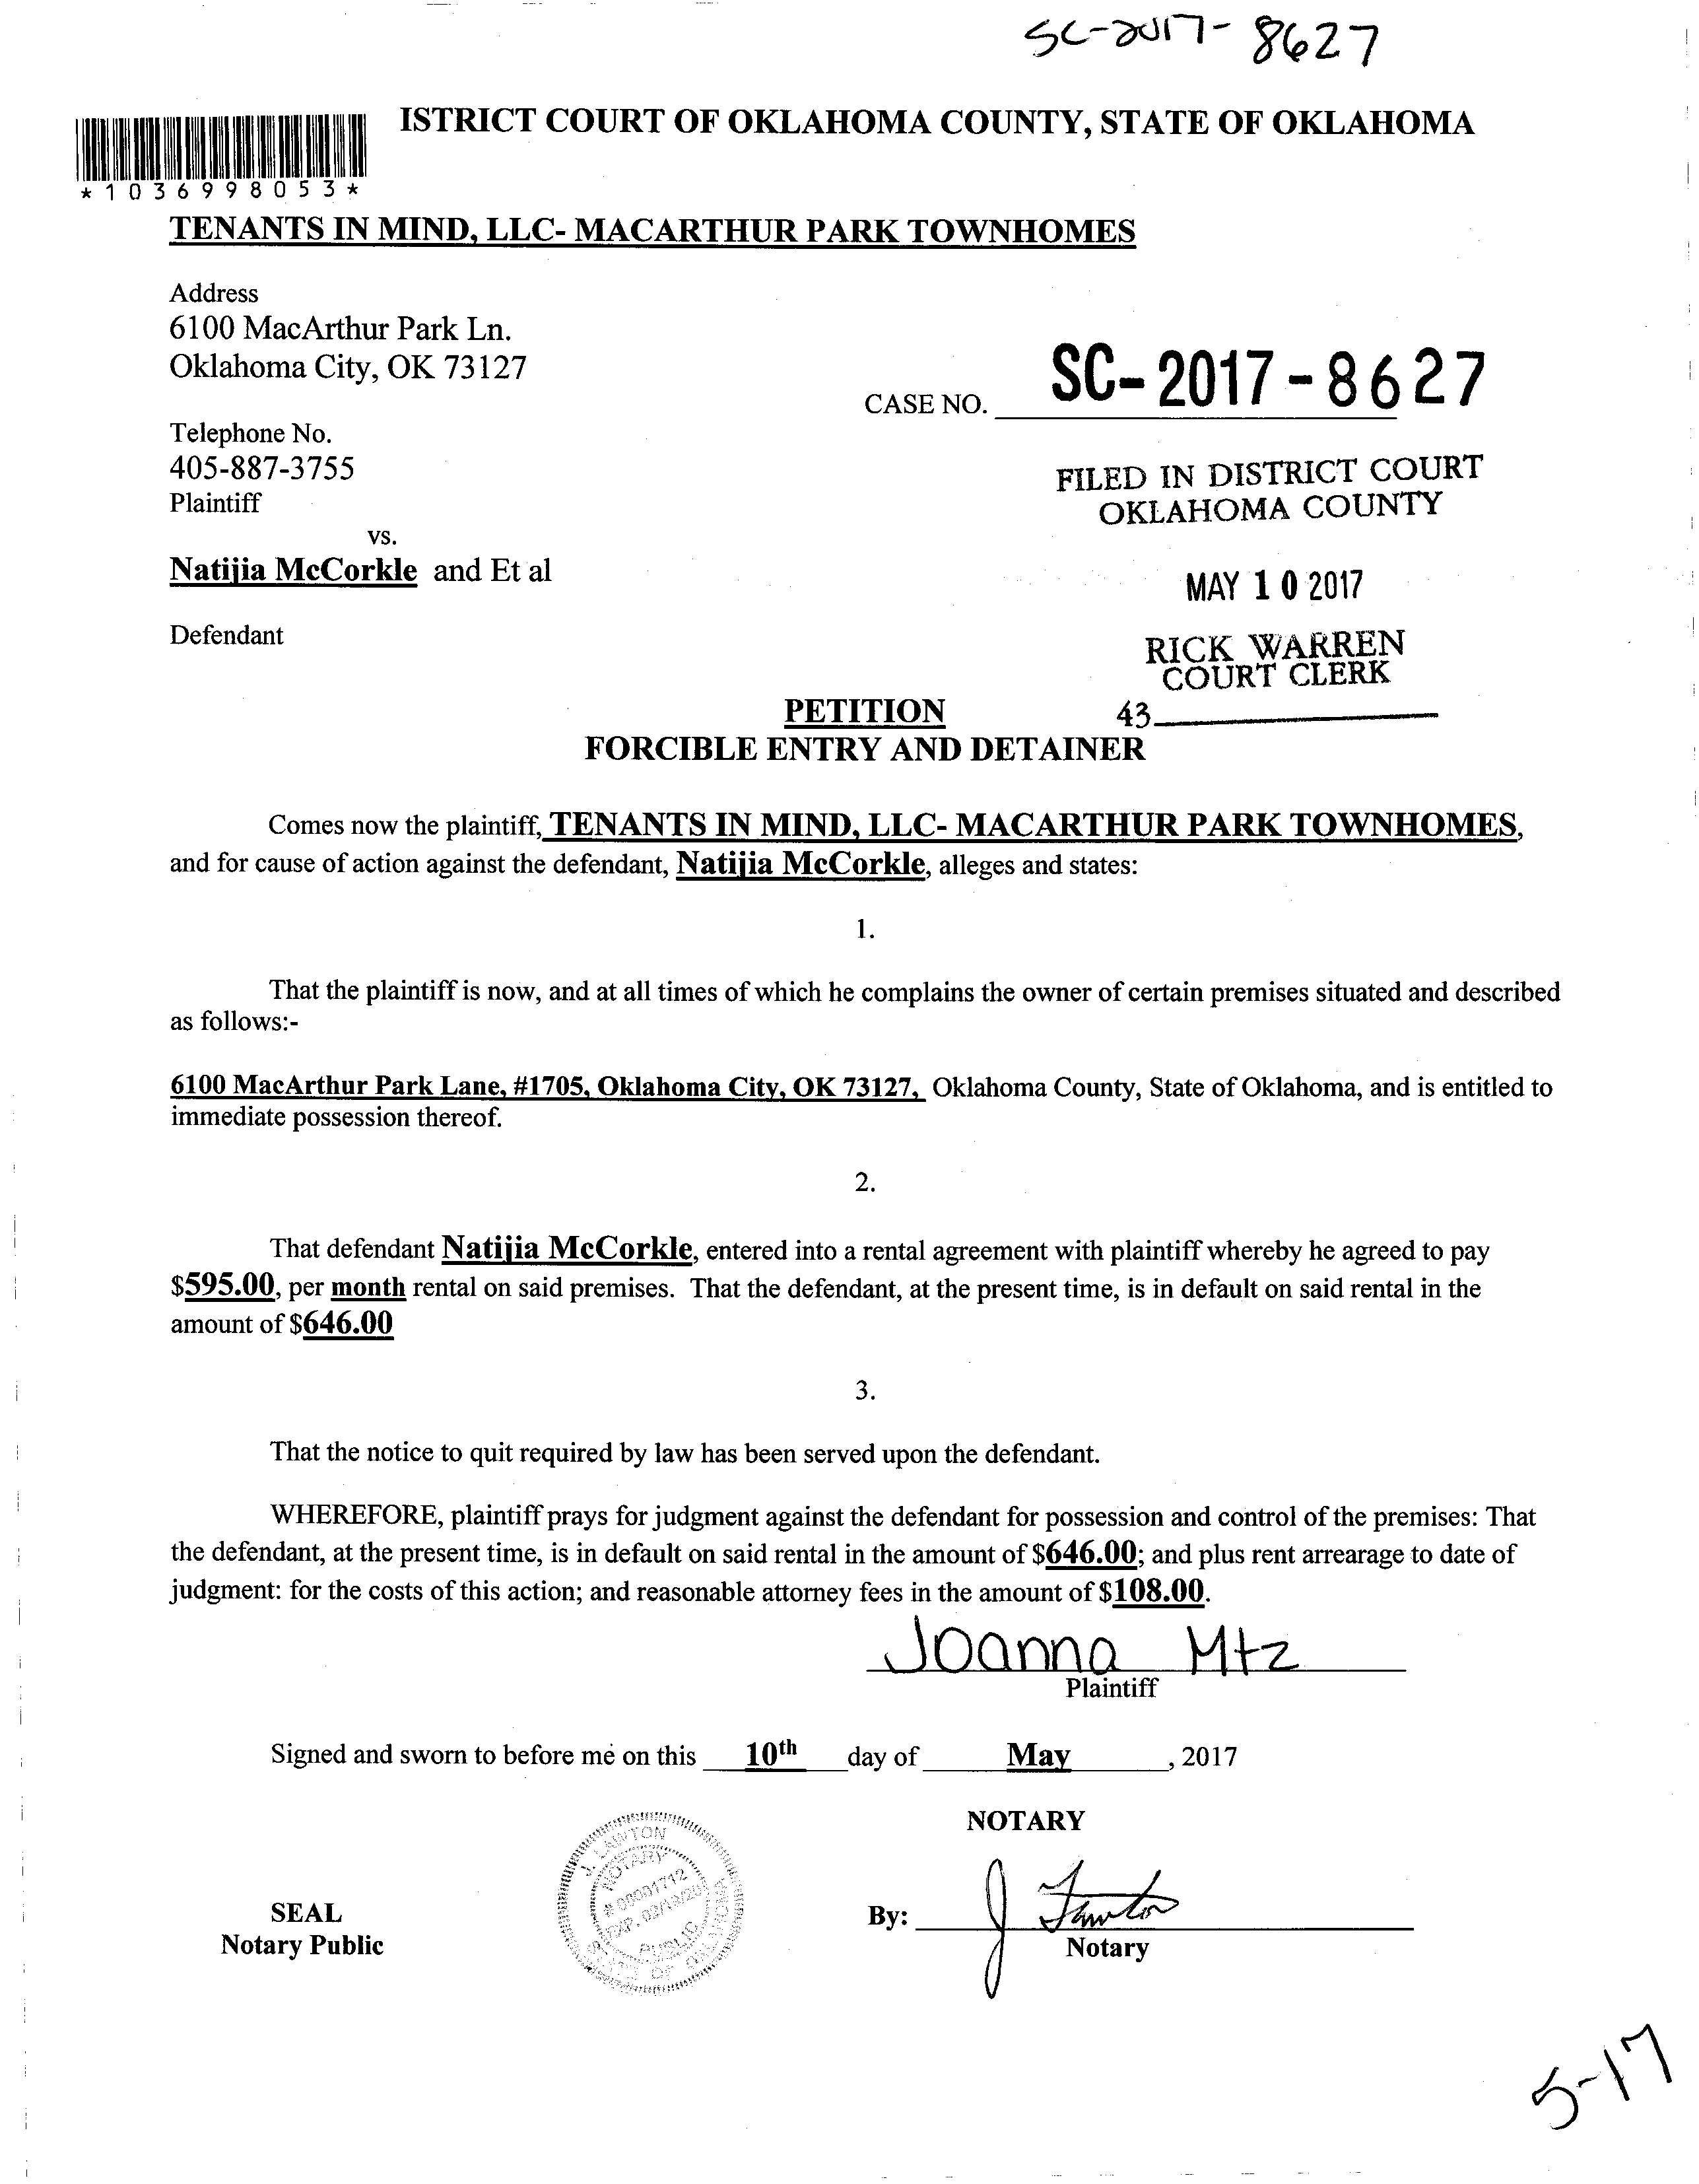 SC-2017-8627
ISTRICT COURT OF OKLAHOMA COUNTY, STATE OF OKLAHOMA
*1036998053*
TENANTS IN MIND, LLC- MACARTHUR PARK TOWNHOMES
Address
6100 MacArthur Park Ln.
Oklahoma City, OK 73127
CASE NO. SC-2017-8627
Telephone No.
405-887-3755
Plaintiff
vs.
Natijia McCorkle and Et al
Defendant
FILED IN DISTRICT COURT
OKLAHOMA COUNTY
MAY 10 2017
RICK WARREN
COURT CLERK
43
PETITION
FORCIBLE ENTRY AND DETAINER
Comes now the plaintiff, TENANTS IN MIND, LLC- MACARTHUR PARK TOWNHOMES,
and for cause of action against the defendant, Natijia McCorkle, alleges and states:
1.
That the plaintiff is now, and at all times of which he complains the owner of certain premises situated and described
as follows:-
6100 MacArthur Park Lane, #1705, Oklahoma City, OK 73127, Oklahoma County, State of Oklahoma, and is entitled to
immediate possession thereof.
2.
That defendant Natijia McCorkle, entered into a rental agreement with plaintiff whereby he agreed to pay
$595.00, per month rental on said premises. That the defendant, at the present time, is in default on said rental in the
amount of $646.00
3.
That the notice to quit required by law has been served upon the defendant.
WHEREFORE, plaintiff prays for judgment against the defendant for possession and control of the premises: That
the defendant, at the present time, is in default on said rental in the amount of $646.00; and plus rent arrearage to date of
judgment: for the costs of this action; and reasonable attorney fees in the amount of $108.00.
Joanna Mtz
Plaintiff
Signed and sworn to before me on this 10th day of May, 2017
NOTARY
J. LAWTON
NOTARY
PUBLIC
SEAL
Notary Public
By: J Lawton
Notary
5-17